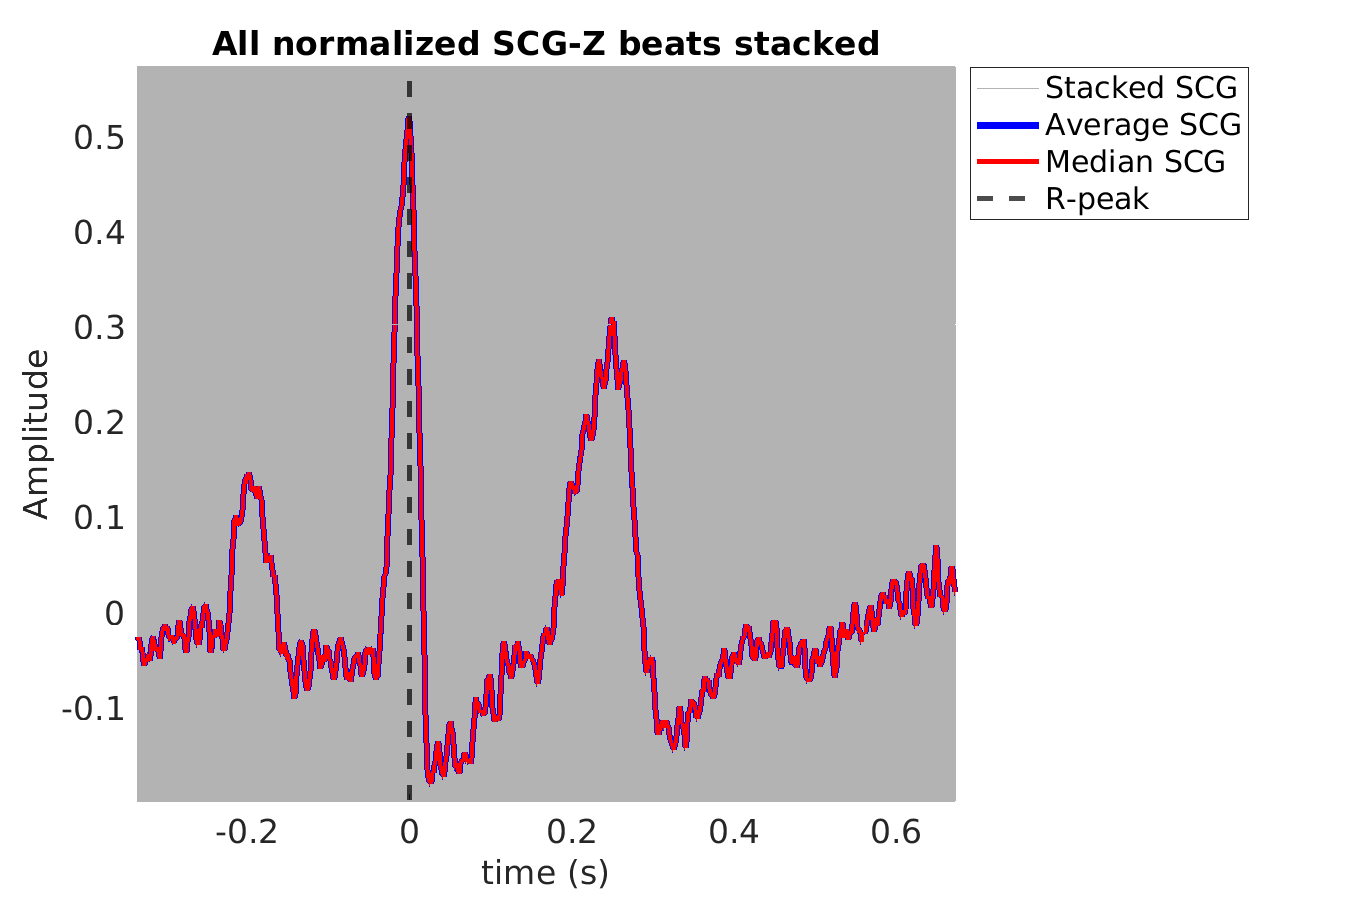 All normalized SCG-Z beats stacked
Stacked SCG
Average SCG
Median SCG
R-peak
0.5
0.4
0.3
0.2
0.1
0
-0.1
Amplitude
-0.2 0 0.2 0.4 0.6
time (s)